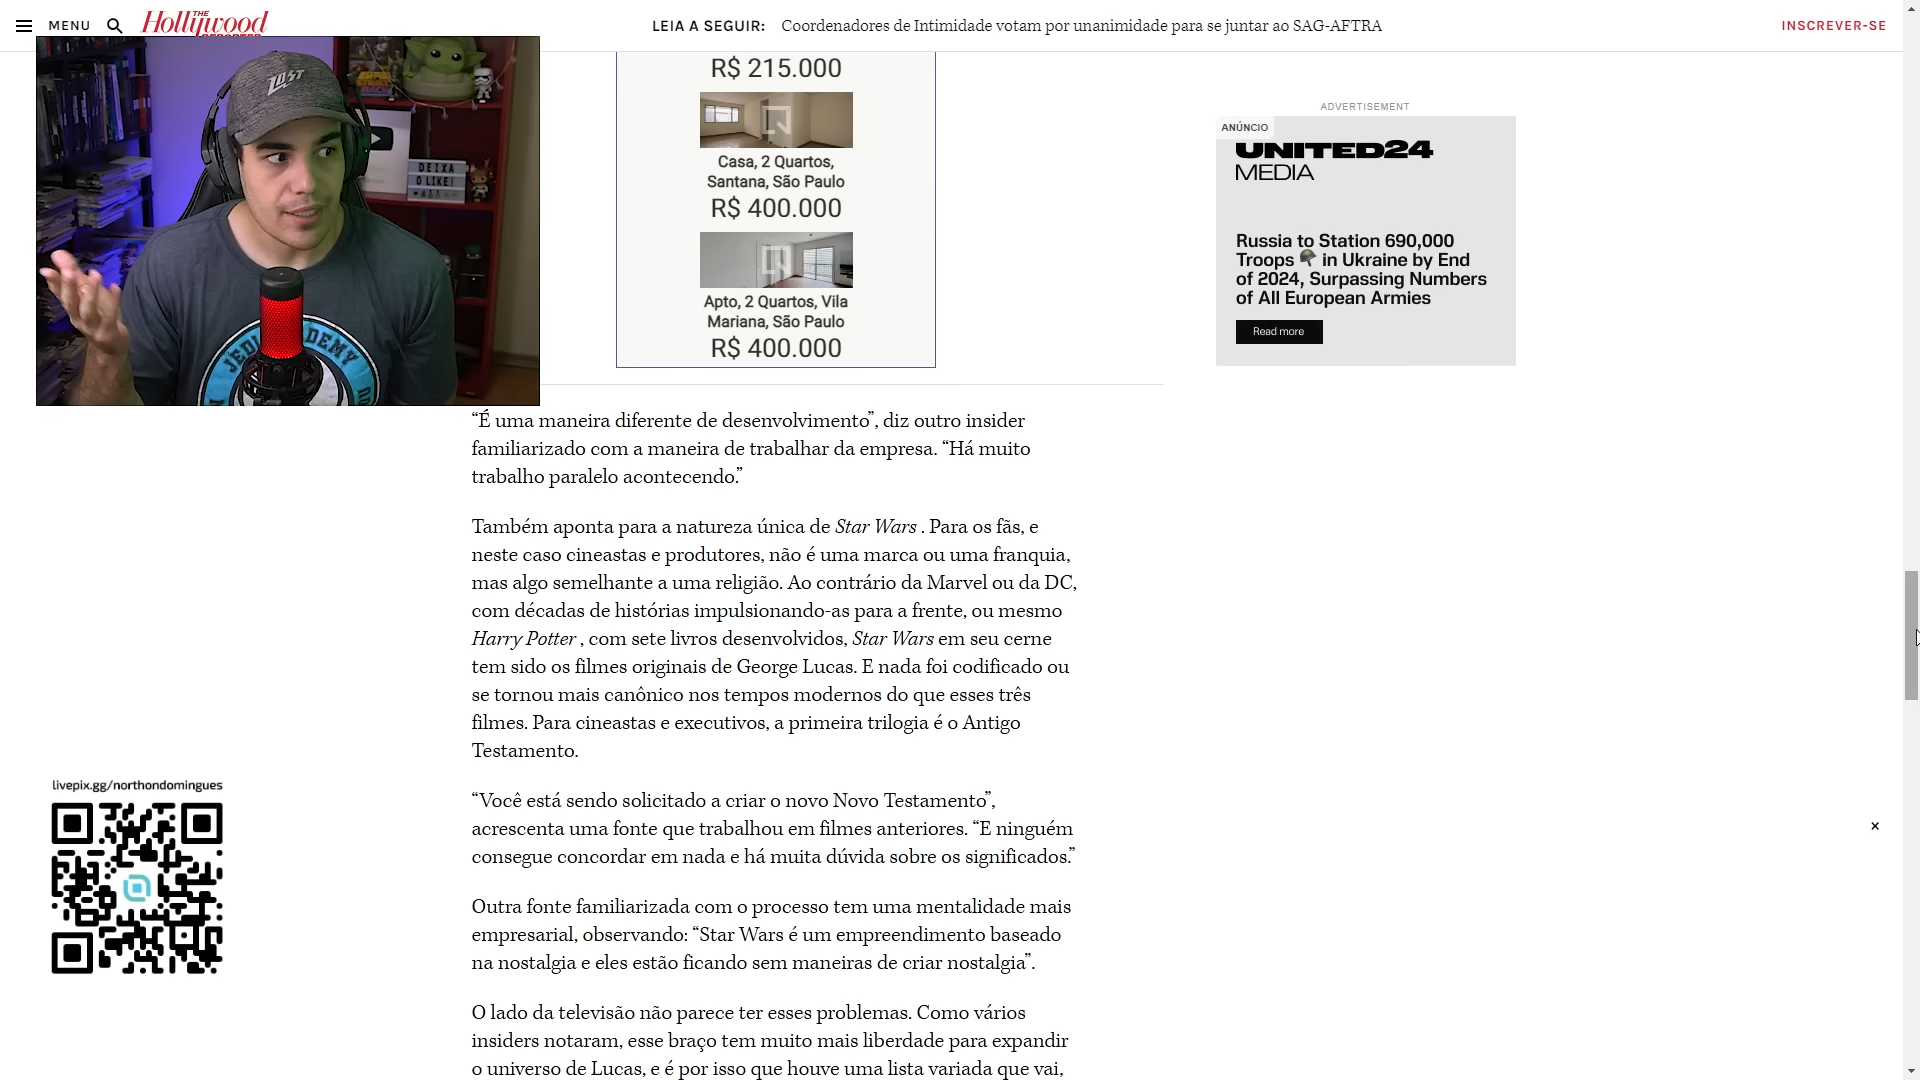 MENU
THE
Hollywood
REPORTER
LEIA A SEGUIR:
Coordenadores de Intimidade votam por unanimidade para se juntar ao SAG-AFTRA
INSCREVER-SE
LOST
DEIXA
O LIKE!
JEDI ACADEMY
R$ 215.000
Casa, 2 Quartos,
Santana, São Paulo
R$ 400.000
Apto, 2 Quartos, Vila
Mariana, São Paulo
R$ 400.000
ADVERTISEMENT
ANÚNCIO
UNITED24
MEDIA
Russia to Station 690,000
Troops 🪖 in Ukraine by End
of 2024, Surpassing Numbers
of All European Armies
Read more
“É uma maneira diferente de desenvolvimento”, diz outro insider
familiarizado com a maneira de trabalhar da empresa. “Há muito
trabalho paralelo acontecendo.”
Também aponta para a natureza única de Star Wars . Para os fãs, e
neste caso cineastas e produtores, não é uma marca ou uma franquia,
mas algo semelhante a uma religião. Ao contrário da Marvel ou da DC,
com décadas de histórias impulsionando-as para a frente, ou mesmo
Harry Potter , com sete livros desenvolvidos, Star Wars em seu cerne
tem sido os filmes originais de George Lucas. E nada foi codificado ou
se tornou mais canônico nos tempos modernos do que esses três
filmes. Para cineastas e executivos, a primeira trilogia é o Antigo
Testamento.
“Você está sendo solicitado a criar o novo Novo Testamento”,
acrescenta uma fonte que trabalhou em filmes anteriores. “E ninguém
consegue concordar em nada e há muita dúvida sobre os significados.”
Outra fonte familiarizada com o processo tem uma mentalidade mais
empresarial, observando: “Star Wars é um empreendimento baseado
na nostalgia e eles estão ficando sem maneiras de criar nostalgia”.
O lado da televisão não parece ter esses problemas. Como vários
insiders notaram, esse braço tem muito mais liberdade para expandir
o universo de Lucas, e é por isso que houve uma lista variada que vai,
livepix.gg/northondomingues